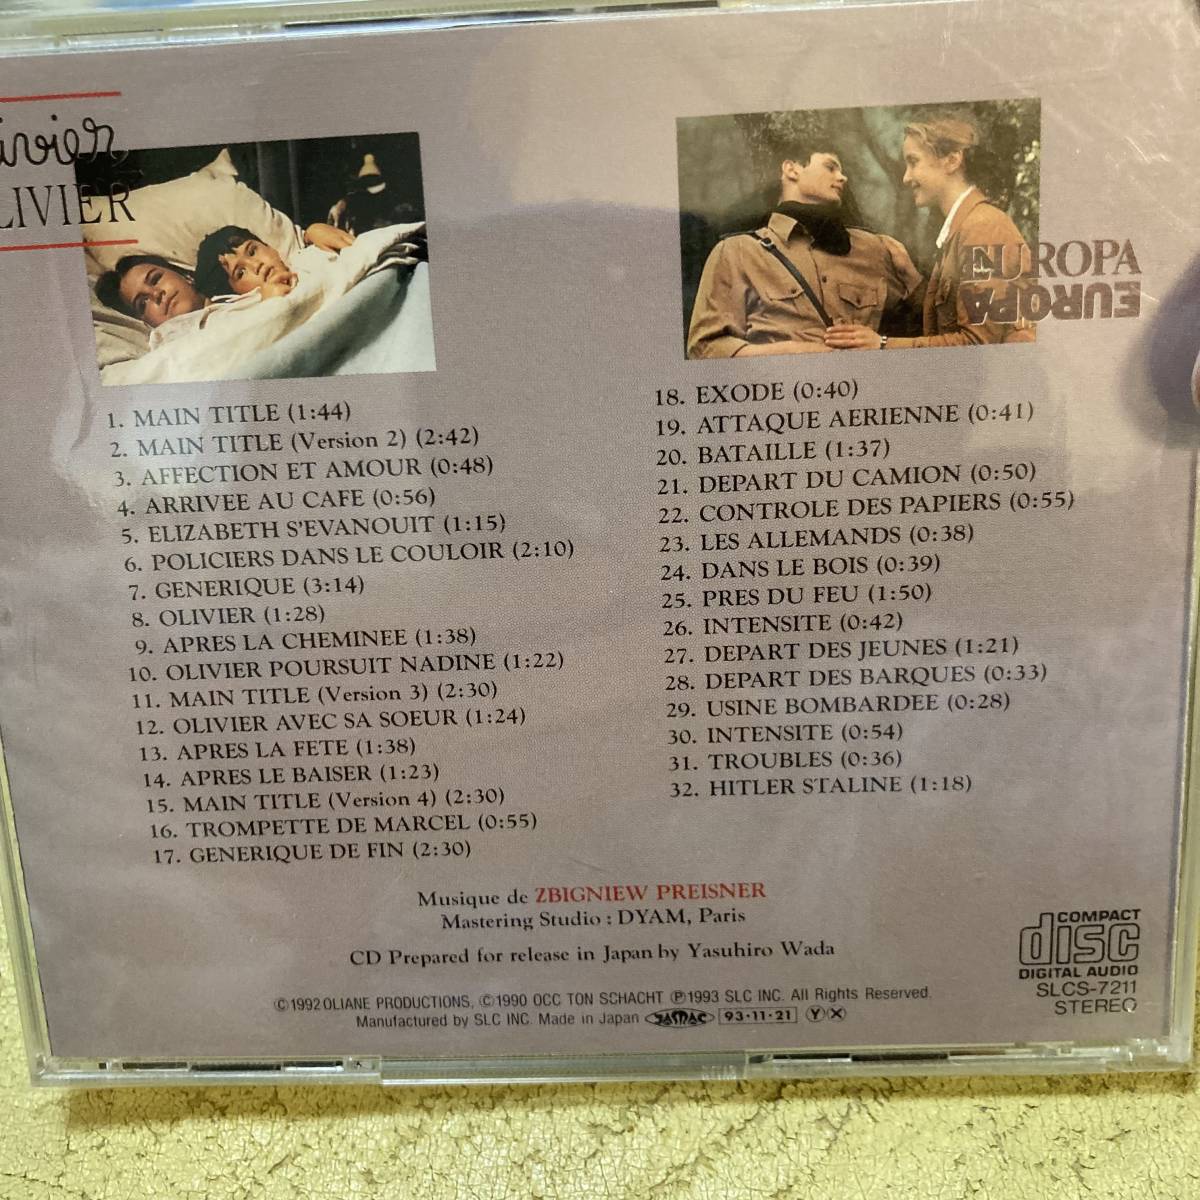 LIVIER
1. MAIN TITLE (1:44)
2. MAIN TITLE (Version 2) (2:42)
3. AFFECTION ET AMOUR (0:48)
4. ARRIVEE AU CAFE (0:56)
5. ELIZABETH S'EVANOUIT (1:15)
6. POLICIERS DANS LE COULOIR (2:10)
7. GENERIQUE (3:14)
8. OLIVIER (1:28)
9. APRES LA CHEMINEE (1:38)
10. OLIVIER POURSUIT NADINE (1:22)
11. MAIN TITLE (Version 3) (2:30)
12. OLIVIER AVEC SA SOEUR (1:24)
13. APRES LA FETE (1:38)
14. APRES LE BAISER (1:23)
15. MAIN TITLE (Version 4) (2:30)
16. TROMPETTE DE MARCEL (0:55)
17. GENERIQUE DE FIN (2:30)
EUROPA
EUROPA
18. EXODE (0:40)
19. ATTAQUE AERIENNE (0:41)
20. BATAILLE (1:37)
21. DEPART DU CAMION (0:50)
22. CONTROLE DES PAPIERS (0:55)
23. LES ALLEMANDS (0:38)
24. DANS LE BOIS (0:39)
25. PRES DU FEU (1:50)
26. INTENSITE (0:42)
27. DEPART DES JEUNES (1:21)
28. DEPART DES BARQUES (0:33)
29. USINE BOMBARDEE (0:28)
30. INTENSITE (0:54)
31. TROUBLES (0:36)
32. HITLER STALINE (1:18)
Musique de ZBIGNIEW PREISNER
Mastering Studio : DYAM, Paris
CD Prepared for release in Japan by Yasuhiro Wada
©1992 OLIANE PRODUCTIONS, ©1990 OCC TON SCHACHT ℗1993 SLC INC. All Rights Reserved.
Manufactured by SLC INC. Made in Japan JASRAC 93·11·21 Ⓨ Ⓧ
COMPACT
disc
DIGITAL AUDIO
SLCS-7211
STEREO